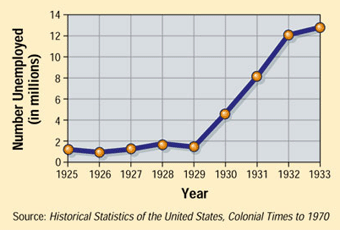 Number Unemployed
(in millions)
14
12
10
8
6
4
2
0
1925 1926 1927 1928 1929 1930 1931 1932 1933
Year
Source: Historical Statistics of the United States, Colonial Times to 1970